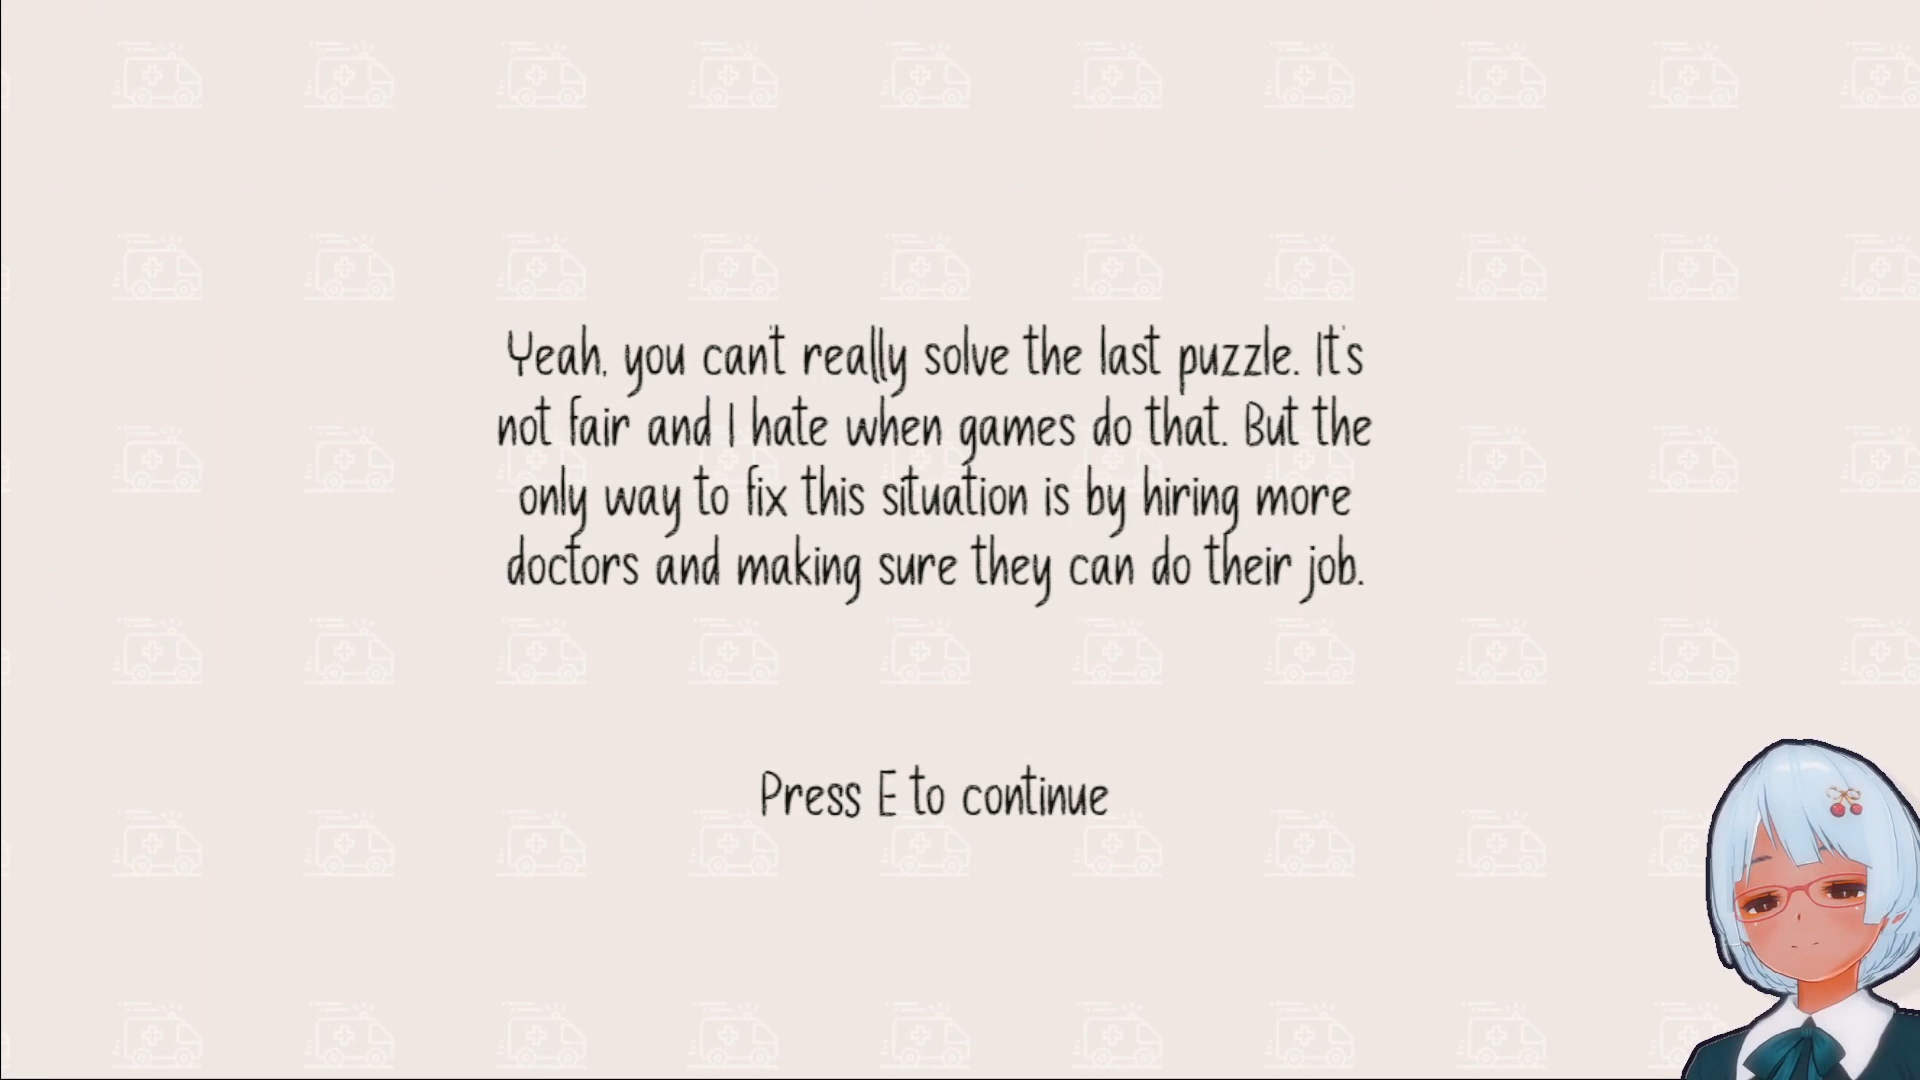 Yeah, you can't really solve the last puzzle. It's
not fair and I hate when games do that. But the
only way to fix this situation is by hiring more
doctors and making sure they can do their job.
Press E to continue